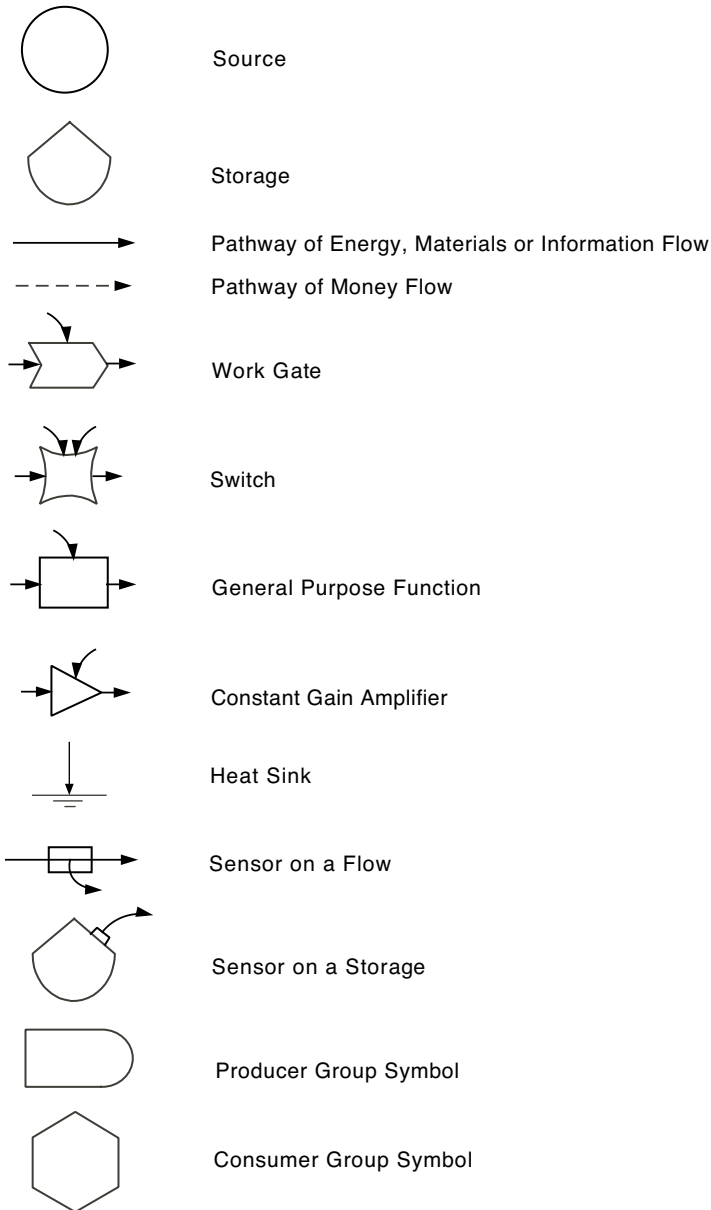 Source
Storage
Pathway of Energy, Materials or Information Flow
Pathway of Money Flow
Work Gate
Switch
General Purpose Function
Constant Gain Amplifier
Heat Sink
Sensor on a Flow
Sensor on a Storage
Producer Group Symbol
Consumer Group Symbol